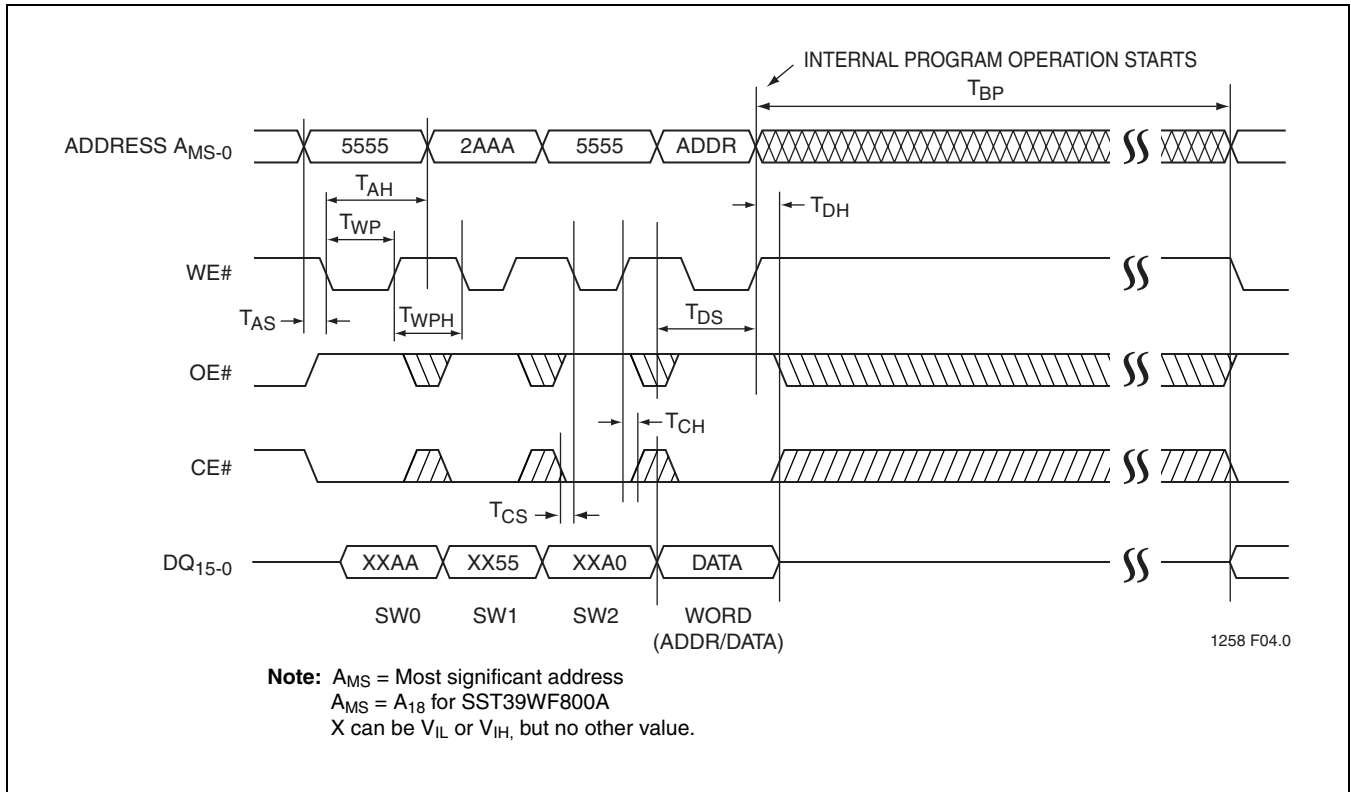 INTERNAL PROGRAM OPERATION STARTS
TBP
ADDRESS AMS-0
5555 2AAA 5555 ADDR
TAH
TDH
TWP
WE#
TAS
TWPH
TDS
OE#
TCH
CE#
TCS
DQ15-0
XXAA XX55 XXA0 DATA
SW0 SW1 SW2 WORD
(ADDR/DATA)
1258 F04.0
Note: AMS = Most significant address
AMS = A18 for SST39WF800A
X can be VIL or VIH, but no other value.